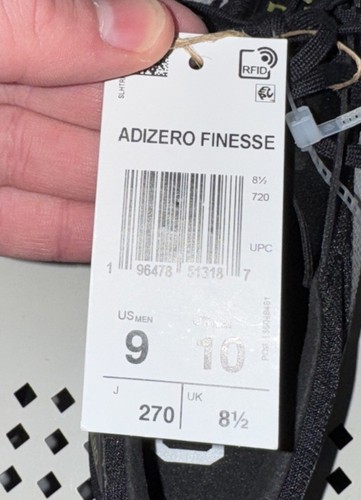 RFID
ADIZERO FINESSE
8½
720
UPC
1 96478 51318 7
US MEN
9
10
J
270
UK
8½